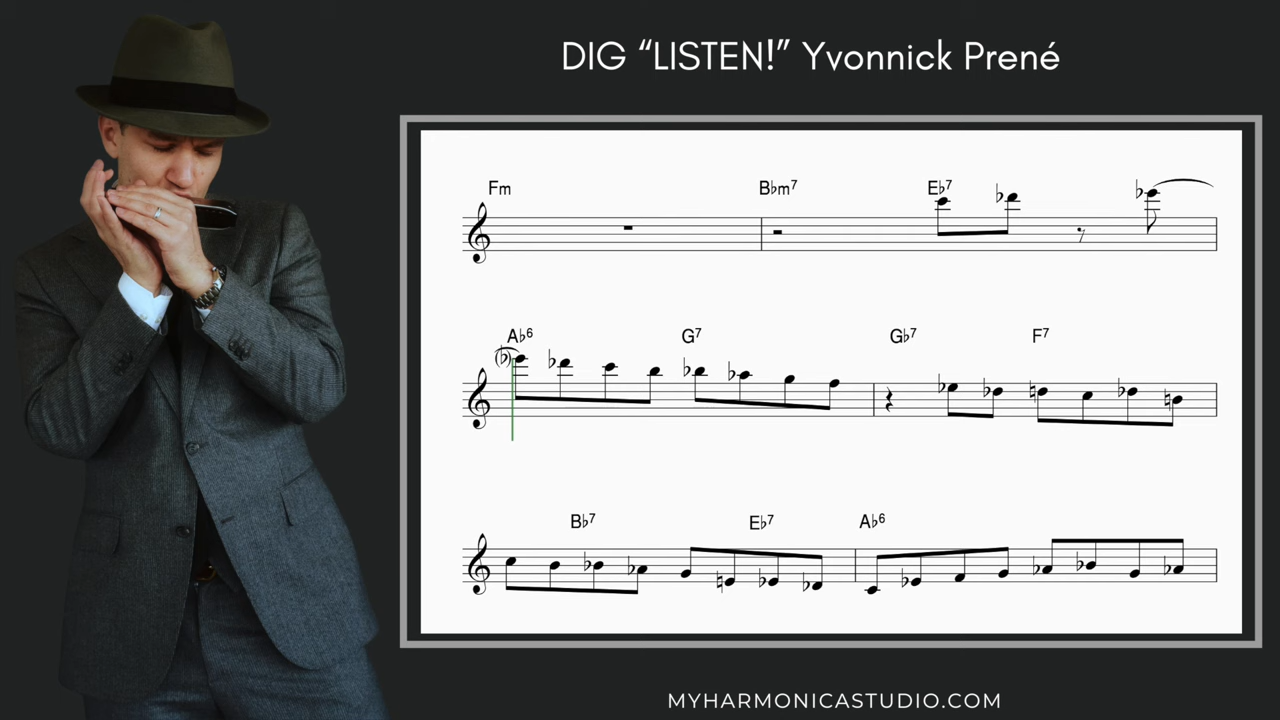 DIG “LISTEN!” Yvonnick Prené
Fm B♭m7 E♭7
A♭6 G7 G♭7 F7
B♭7 E♭7 A♭6
MYHARMONICASTUDIO.COM